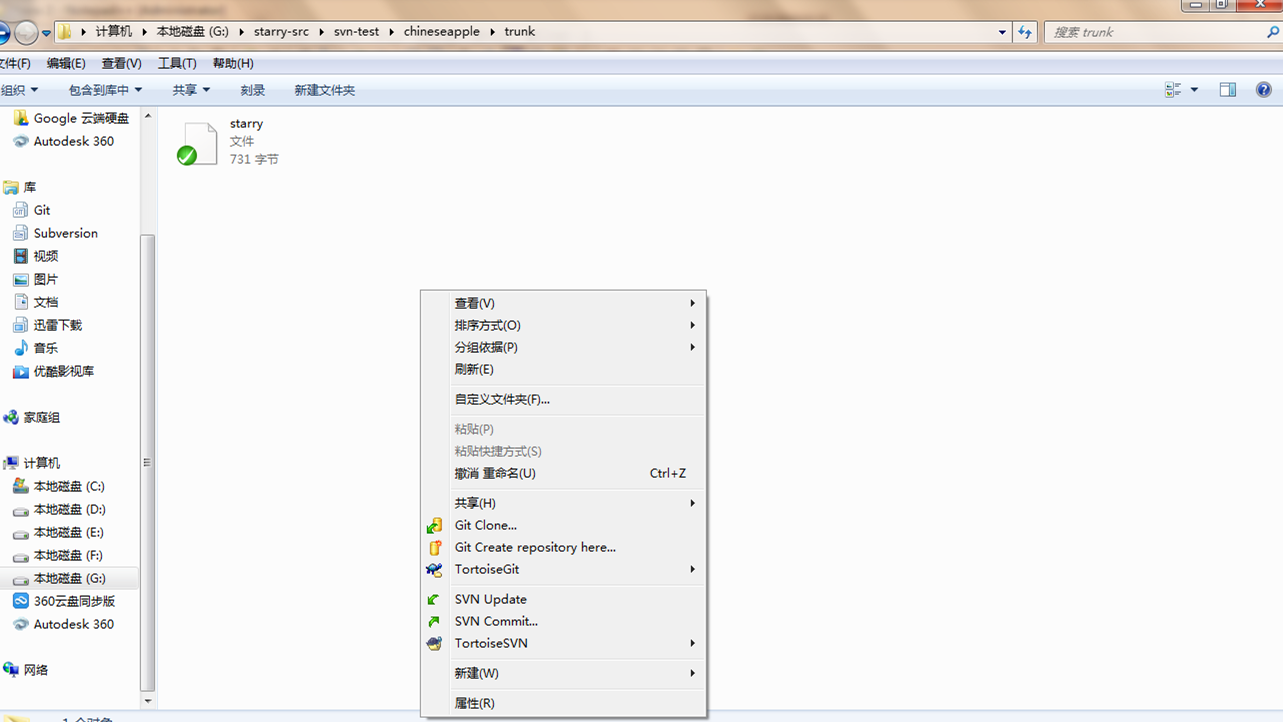 计算机 本地磁盘 (G:) starry-src svn-test chineseapple trunk
搜索 trunk
文件(F) 编辑(E) 查看(V) 工具(T) 帮助(H)
组织 包含到库中 共享 刻录 新建文件夹
Google 云端硬盘
Autodesk 360
库
Git
Subversion
视频
图片
文档
迅雷下载
音乐
优酷影视库
家庭组
计算机
本地磁盘 (C:)
本地磁盘 (D:)
本地磁盘 (E:)
本地磁盘 (F:)
本地磁盘 (G:)
360云盘同步版
Autodesk 360
网络
starry
文件
731 字节
查看(V)
排序方式(O)
分组依据(P)
刷新(E)
自定义文件夹(F)...
粘贴(P)
粘贴快捷方式(S)
撤消 重命名(U) Ctrl+Z
共享(H)
Git Clone...
Git Create repository here...
TortoiseGit
SVN Update
SVN Commit...
TortoiseSVN
新建(W)
属性(R)
1 个对象